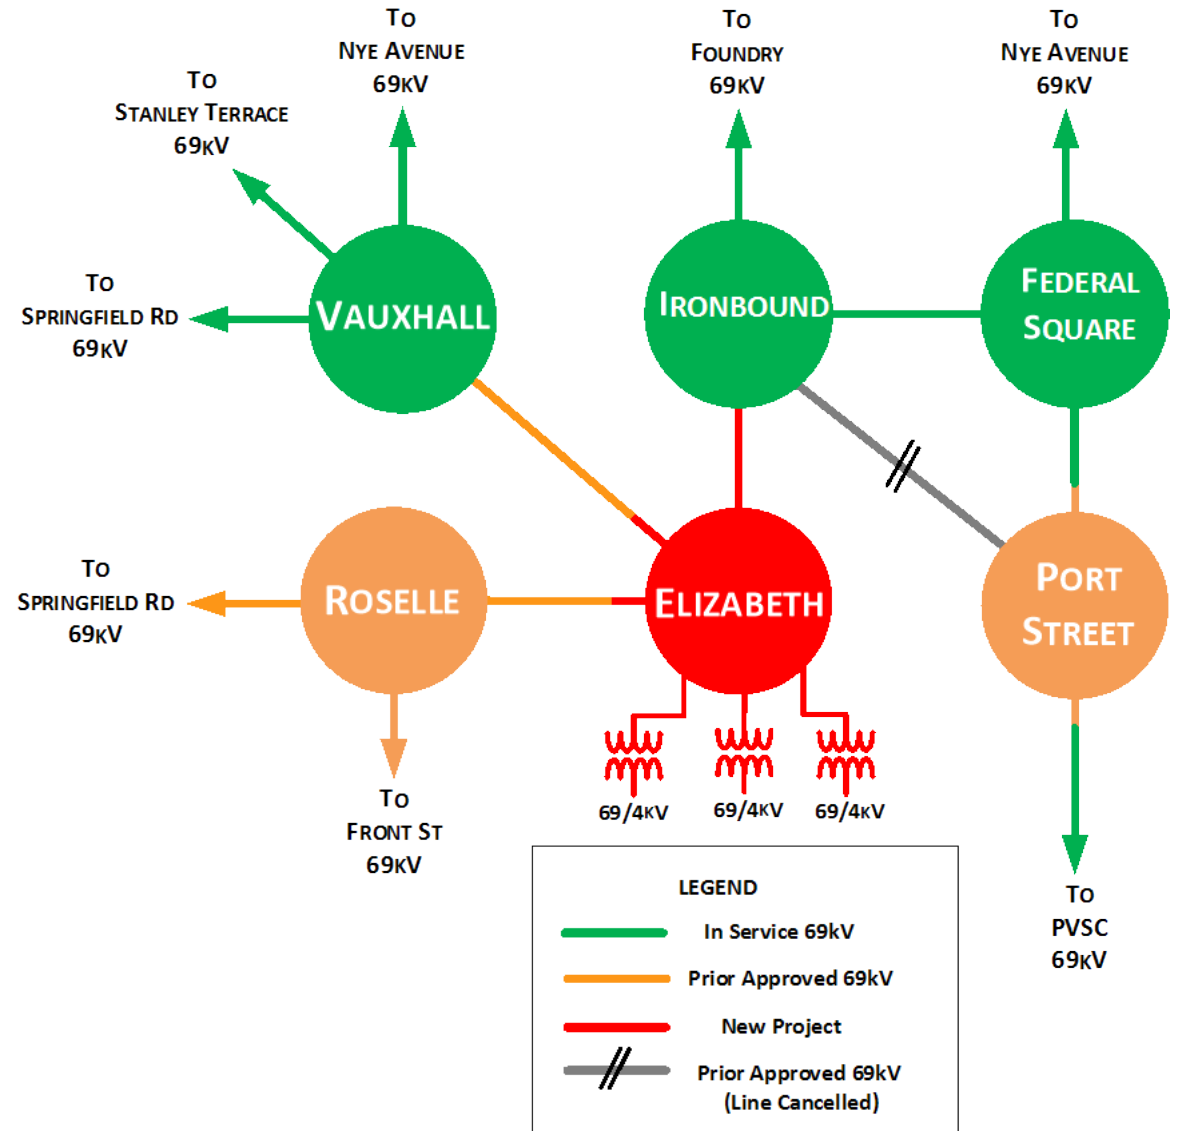 To
Nye Avenue
69kV
To
Foundry
69kV
To
Nye Avenue
69kV
To
Stanley Terrace
69kV
To
Springfield Rd
69kV
Vauxhall
Ironbound
Federal
Square
To
Springfield Rd
69kV
Roselle
Elizabeth
Port
Street
69/4kV
69/4kV
69/4kV
To
Front St
69kV
To
PVSC
69kV
LEGEND
In Service 69kV
Prior Approved 69kV
New Project
Prior Approved 69kV
(Line Cancelled)